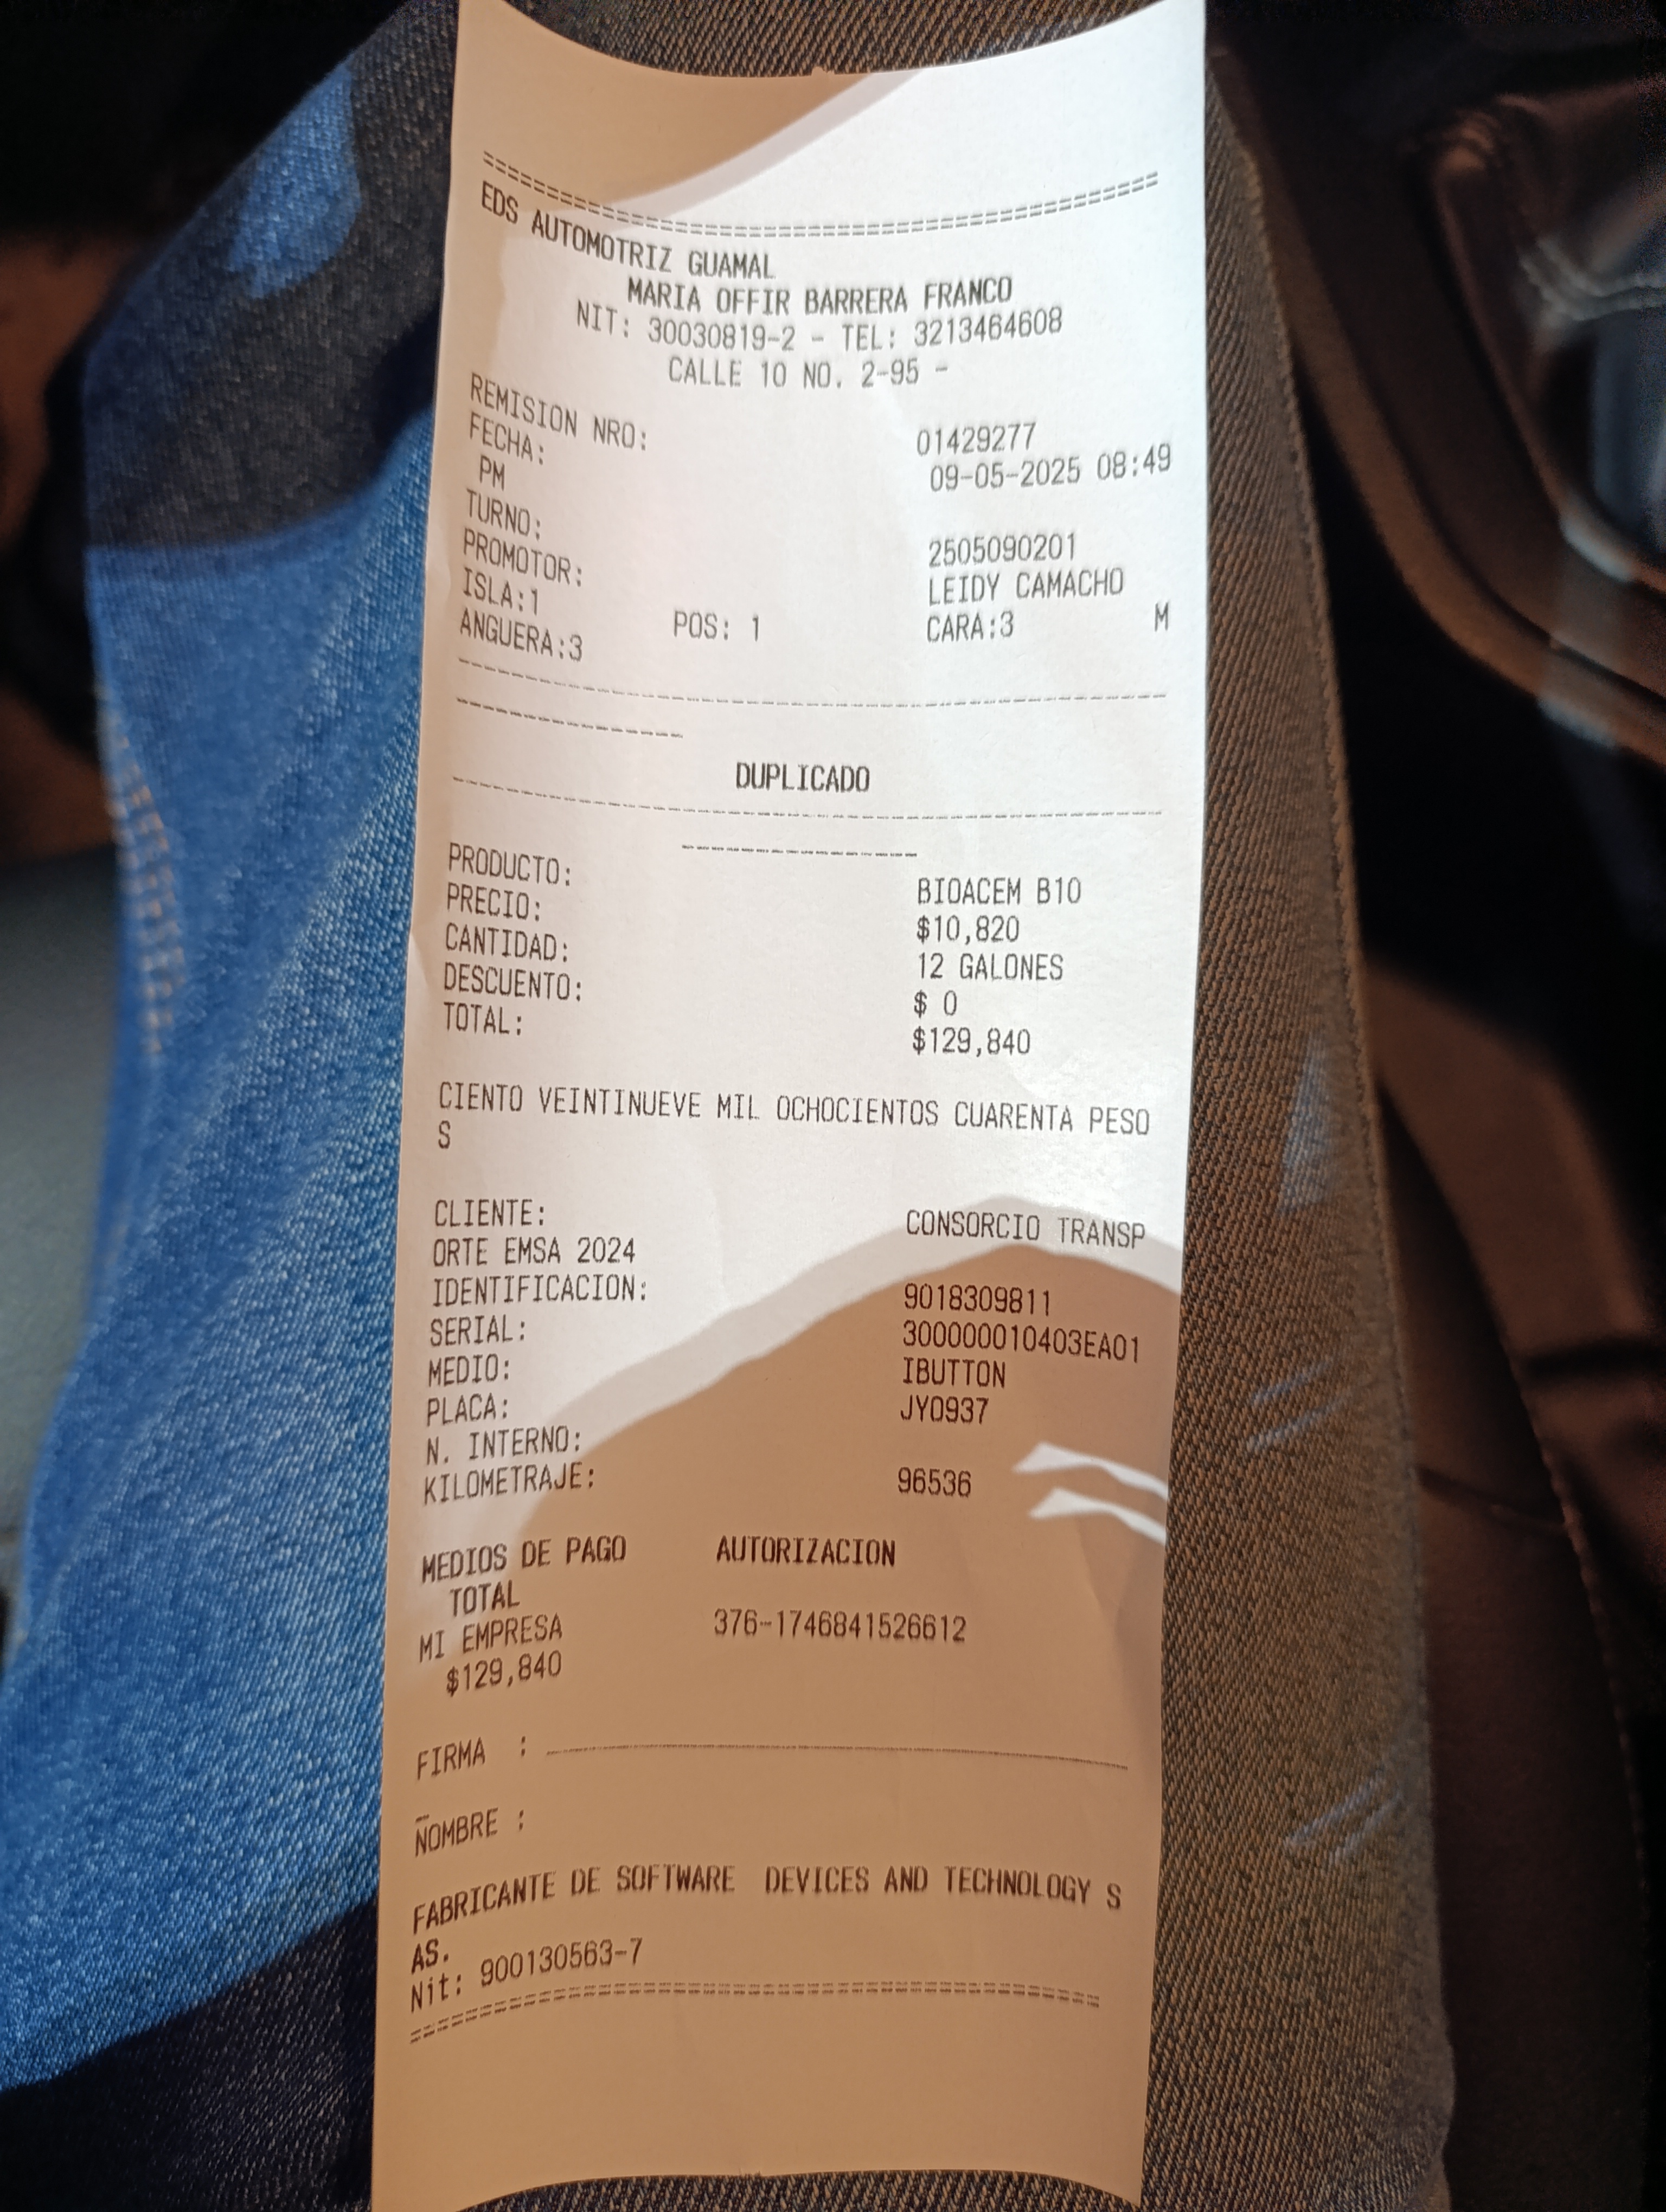 EDS AUTOMOTRIZ GUAMAL
MARIA OFFIR BARRERA FRANCO
NIT: 30030819-2 - TEL: 3213464608
CALLE 10 NO. 2-95 -
REMISION NRO: 01429277
FECHA: 09-05-2025 08:49
PM
TURNO: 2505090201
PROMOTOR: LEIDY CAMACHO
ISLA:1 POS: 1 CARA:3 M
ANGUERA:3
DUPLICADO
PRODUCTO: BIOACEM B10
PRECIO: $10,820
CANTIDAD: 12 GALONES
DESCUENTO: $ 0
TOTAL: $129,840
CIENTO VEINTINUEVE MIL OCHOCIENTOS CUARENTA PESO
S
CLIENTE: CONSORCIO TRANSP
ORTE EMSA 2024
IDENTIFICACION: 9018309811
SERIAL: 300000010403EA01
MEDIO: IBUTTON
PLACA: JYO937
N. INTERNO:
KILOMETRAJE: 96536
MEDIOS DE PAGO AUTORIZACION
TOTAL
MI EMPRESA 376-1746841526612
$129,840
FIRMA :
NOMBRE :
FABRICANTE DE SOFTWARE DEVICES AND TECHNOLOGY S
AS.
Nit: 900130563-7